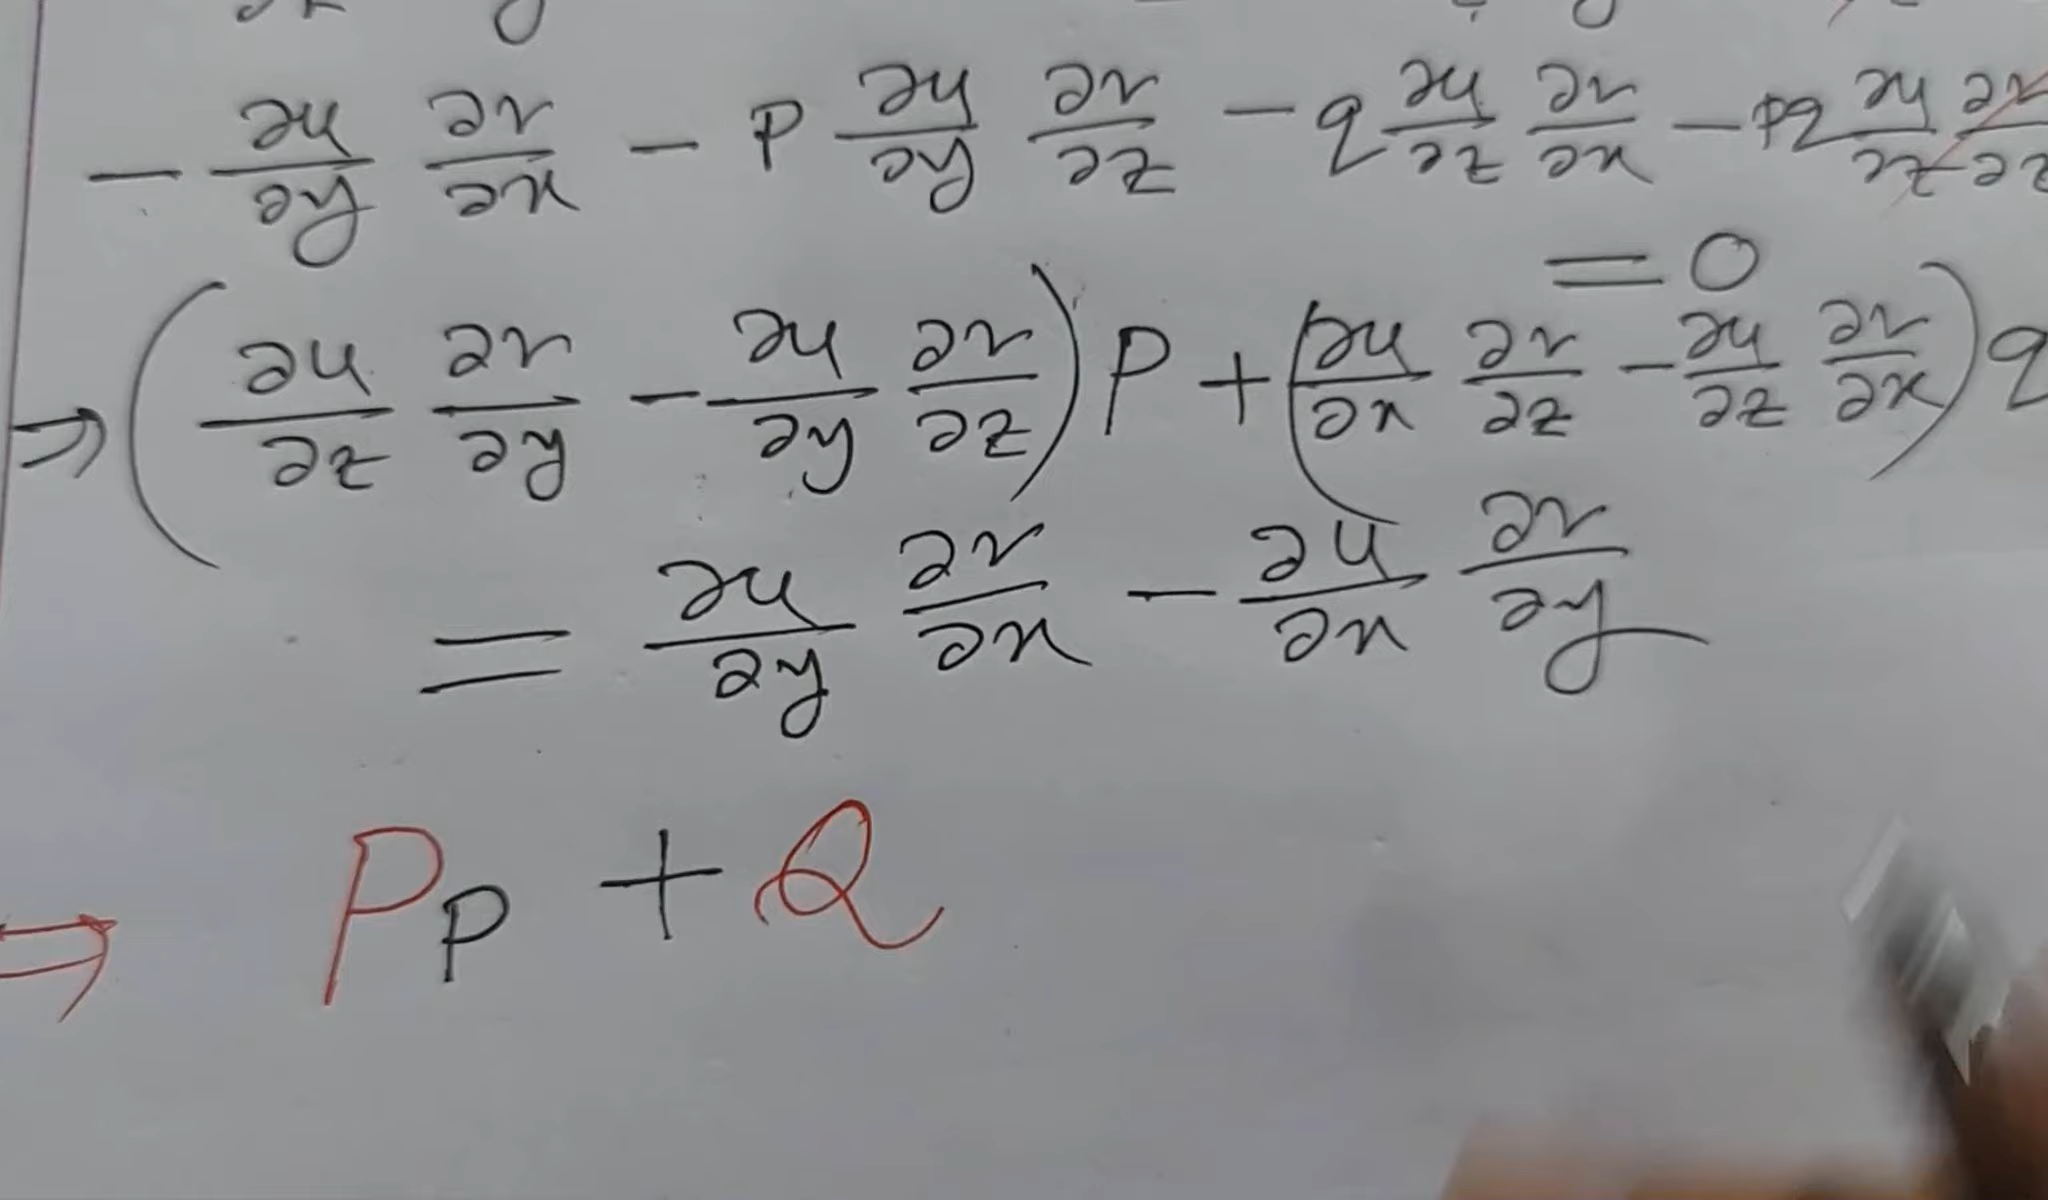 − ∂u/∂y ∂v/∂x − p ∂u/∂y ∂v/∂z − q ∂u/∂z ∂v/∂x − pq ∂u/∂z ∂v/∂z
= 0
⇒ (∂u/∂z ∂v/∂y − ∂u/∂y ∂v/∂z) p + (∂u/∂x ∂v/∂z − ∂u/∂z ∂v/∂x) q
= ∂u/∂y ∂v/∂x − ∂u/∂x ∂v/∂y
⇒ Pp + Q